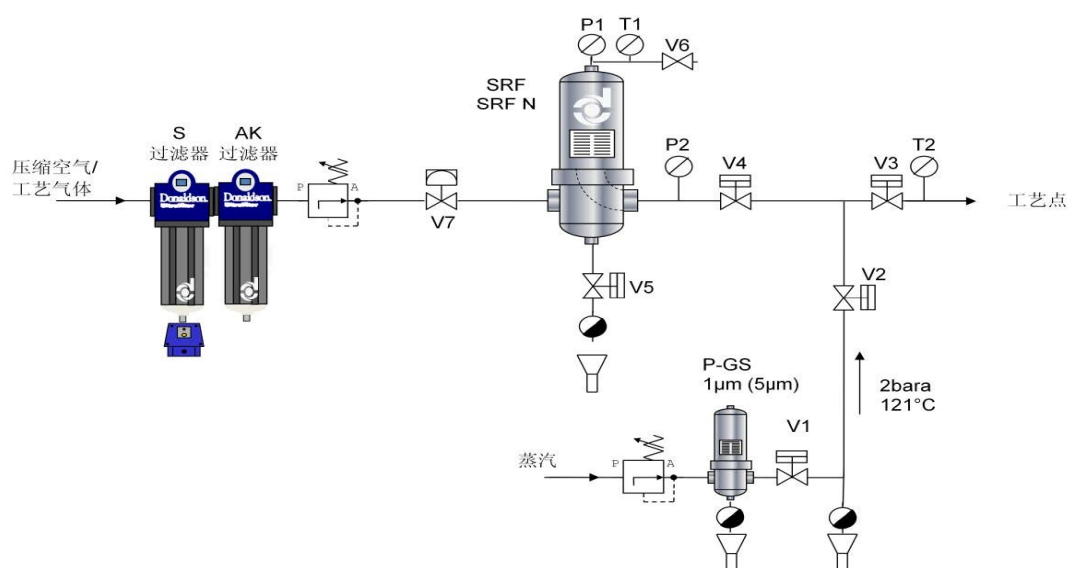 P1
T1
V6
SRF
SRF N
S
过滤器
AK
过滤器
压缩空气/
工艺气体
Donaldson
Donaldson
P
A
V7
P2
V4
V3
T2
工艺点
V5
V2
P-GS
1µm (5µm)
2bara
121°C
V1
蒸汽
P
A